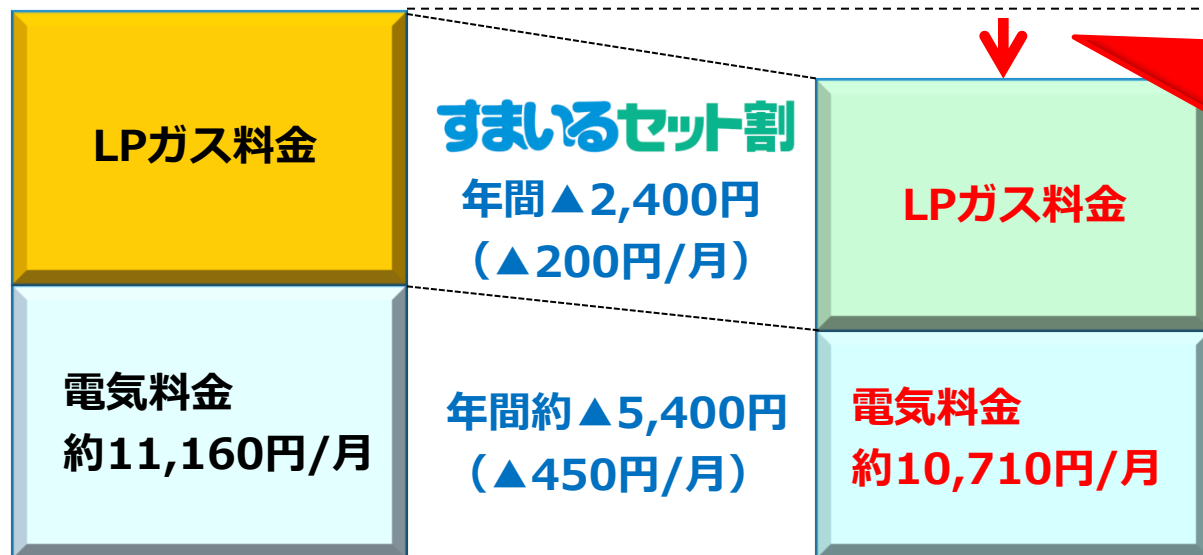 LPガス料金
すまいるセット割
年間▲2,400円
（▲200円/月）
LPガス料金
電気料金
約11,160円/月
年間約▲5,400円
（▲450円/月）
電気料金
約10,710円/月